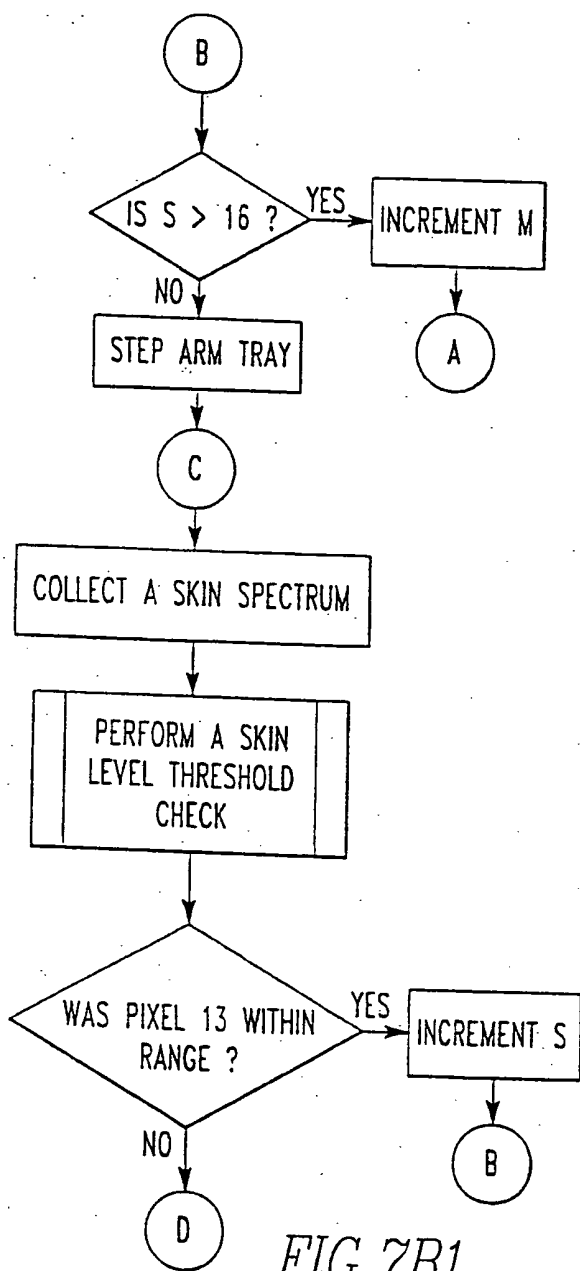 B
IS S > 16 ?
YES
INCREMENT M
NO
STEP ARM TRAY
A
C
COLLECT A SKIN SPECTRUM
PERFORM A SKIN
LEVEL THRESHOLD
CHECK
WAS PIXEL 13 WITHIN
RANGE ?
YES
INCREMENT S
NO
B
D
FIG. 7B1